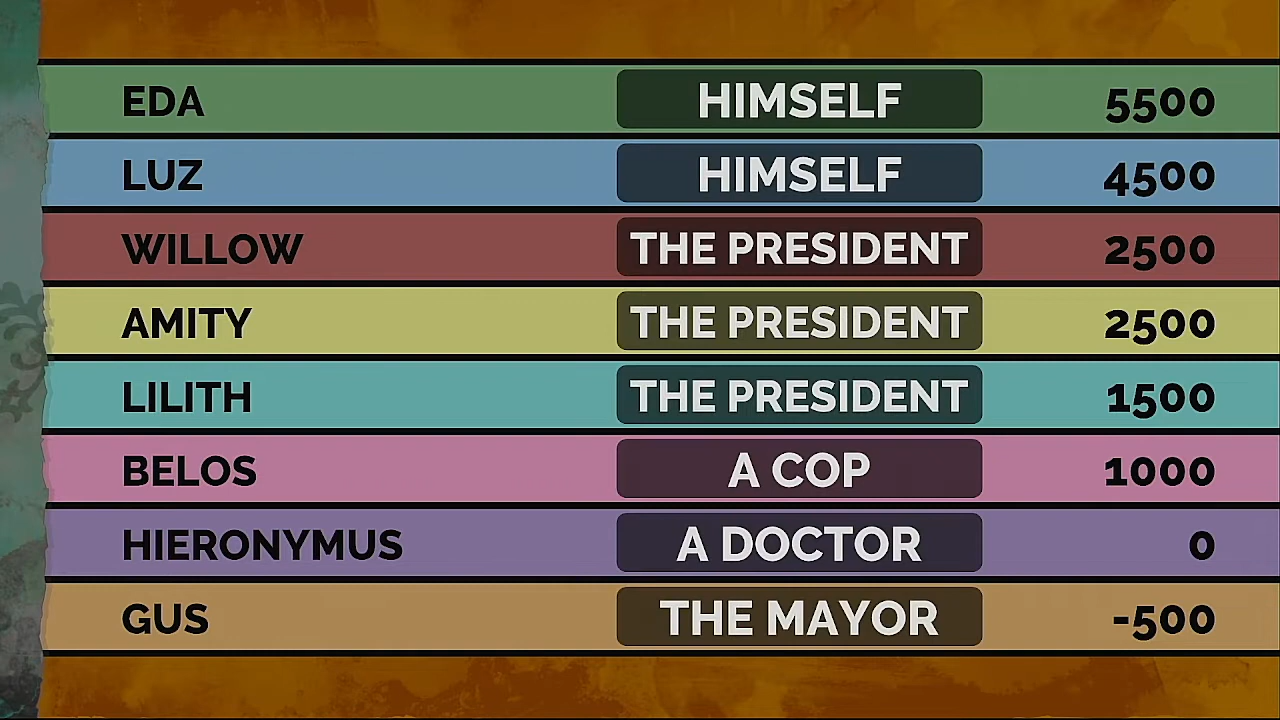 EDA HIMSELF 5500
LUZ HIMSELF 4500
WILLOW THE PRESIDENT 2500
AMITY THE PRESIDENT 2500
LILITH THE PRESIDENT 1500
BELOS A COP 1000
HIERONYMUS A DOCTOR 0
GUS THE MAYOR -500